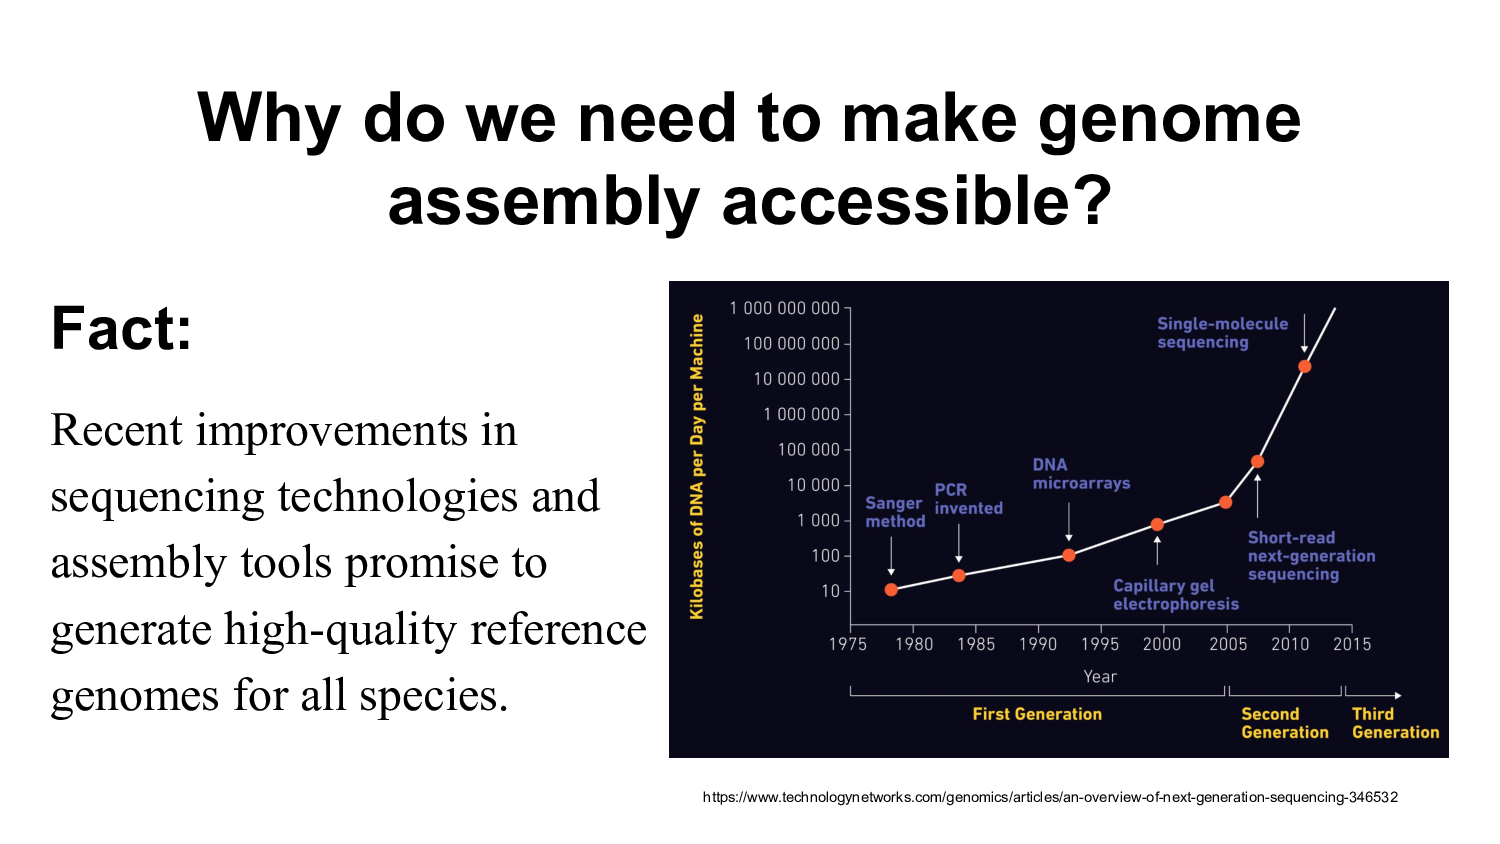 Why do we need to make genome
assembly accessible?
Fact:
Recent improvements in
sequencing technologies and
assembly tools promise to
generate high-quality reference
genomes for all species.
Kilobases of DNA per Day per Machine
1 000 000 000
100 000 000
10 000 000
1 000 000
100 000
10 000
1 000
100
10
Sanger
method
PCR
invented
DNA
microarrays
Capillary gel
electrophoresis
Single-molecule
sequencing
Short-read
next-generation
sequencing
1975 1980 1985 1990 1995 2000 2005 2010 2015
Year
First Generation
Second
Generation
Third
Generation
https://www.technologynetworks.com/genomics/articles/an-overview-of-next-generation-sequencing-346532